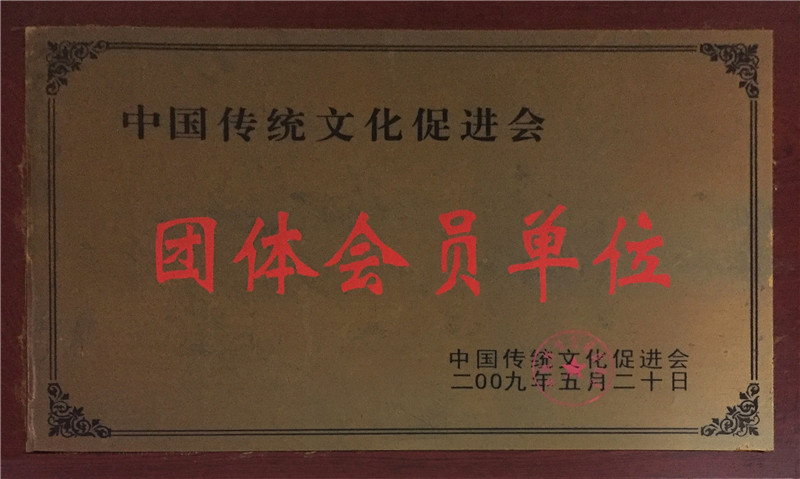 中国传统文化促进会
团体会员单位
中国传统文化促进会
二00九年五月二十日